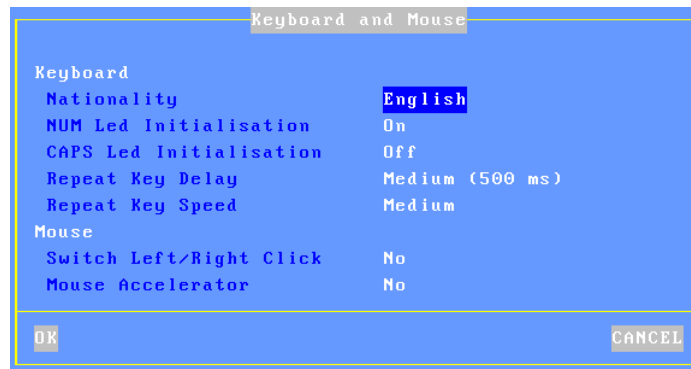 Keyboard and Mouse
Keyboard
Nationality English
NUM Led Initialisation On
CAPS Led Initialisation Off
Repeat Key Delay Medium (500 ms)
Repeat Key Speed Medium
Mouse
Switch Left/Right Click No
Mouse Accelerator No
OK CANCEL